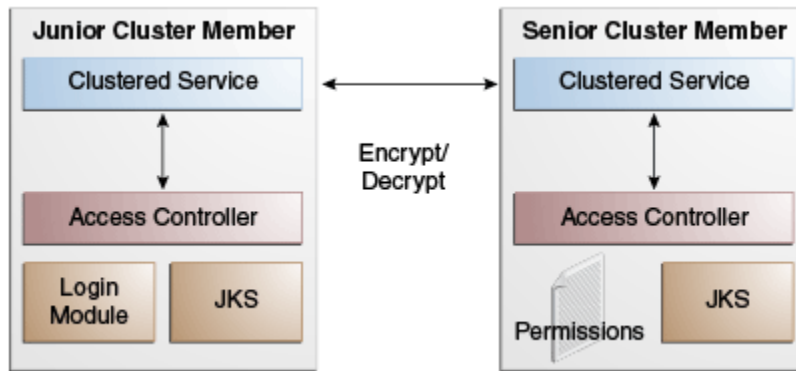 Junior Cluster Member
Clustered Service
Access Controller
Login
Module
JKS
Encrypt/
Decrypt
Senior Cluster Member
Clustered Service
Access Controller
Permissions
JKS